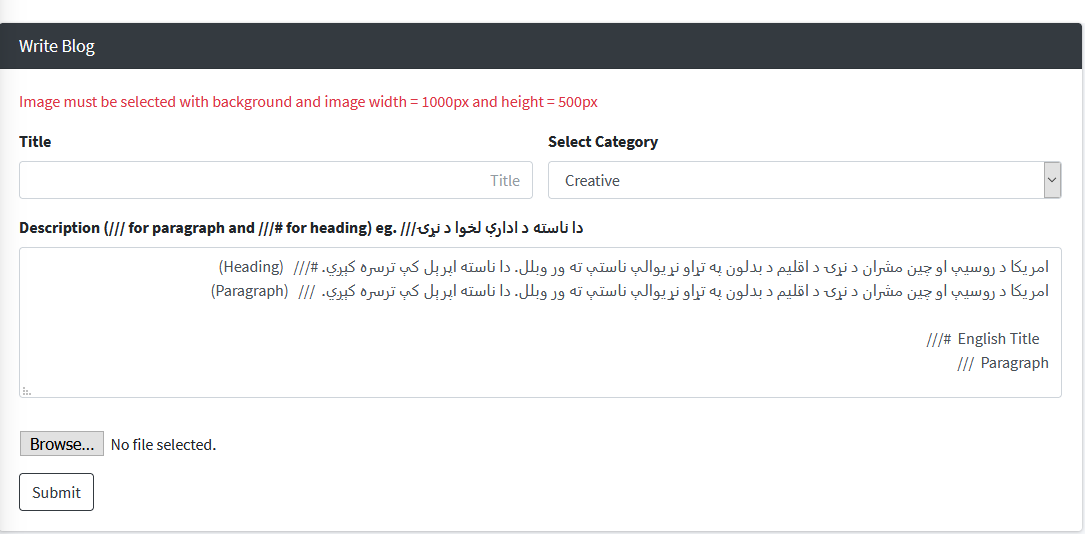 Write Blog
Image must be selected with background and image width = 1000px and height = 500px
Title
Select Category
Title
Creative
Description (/// for paragraph and ///# for heading) eg. ///دا ناسته د ادارې لخوا د نړۍ
امریکا د روسیې او چین مشران د نړۍ د اقلیم د بدلون په تړاو نړیوالې ناستې ته ور وبلل. دا ناسته اپرېل کې ترسره کېږي. #/// (Heading)
امریکا د روسیې او چین مشران د نړۍ د اقلیم د بدلون په تړاو نړیوالې ناستې ته ور وبلل. دا ناسته اپرېل کې ترسره کېږي. /// (Paragraph)
///# English Title
/// Paragraph
Browse... No file selected.
Submit